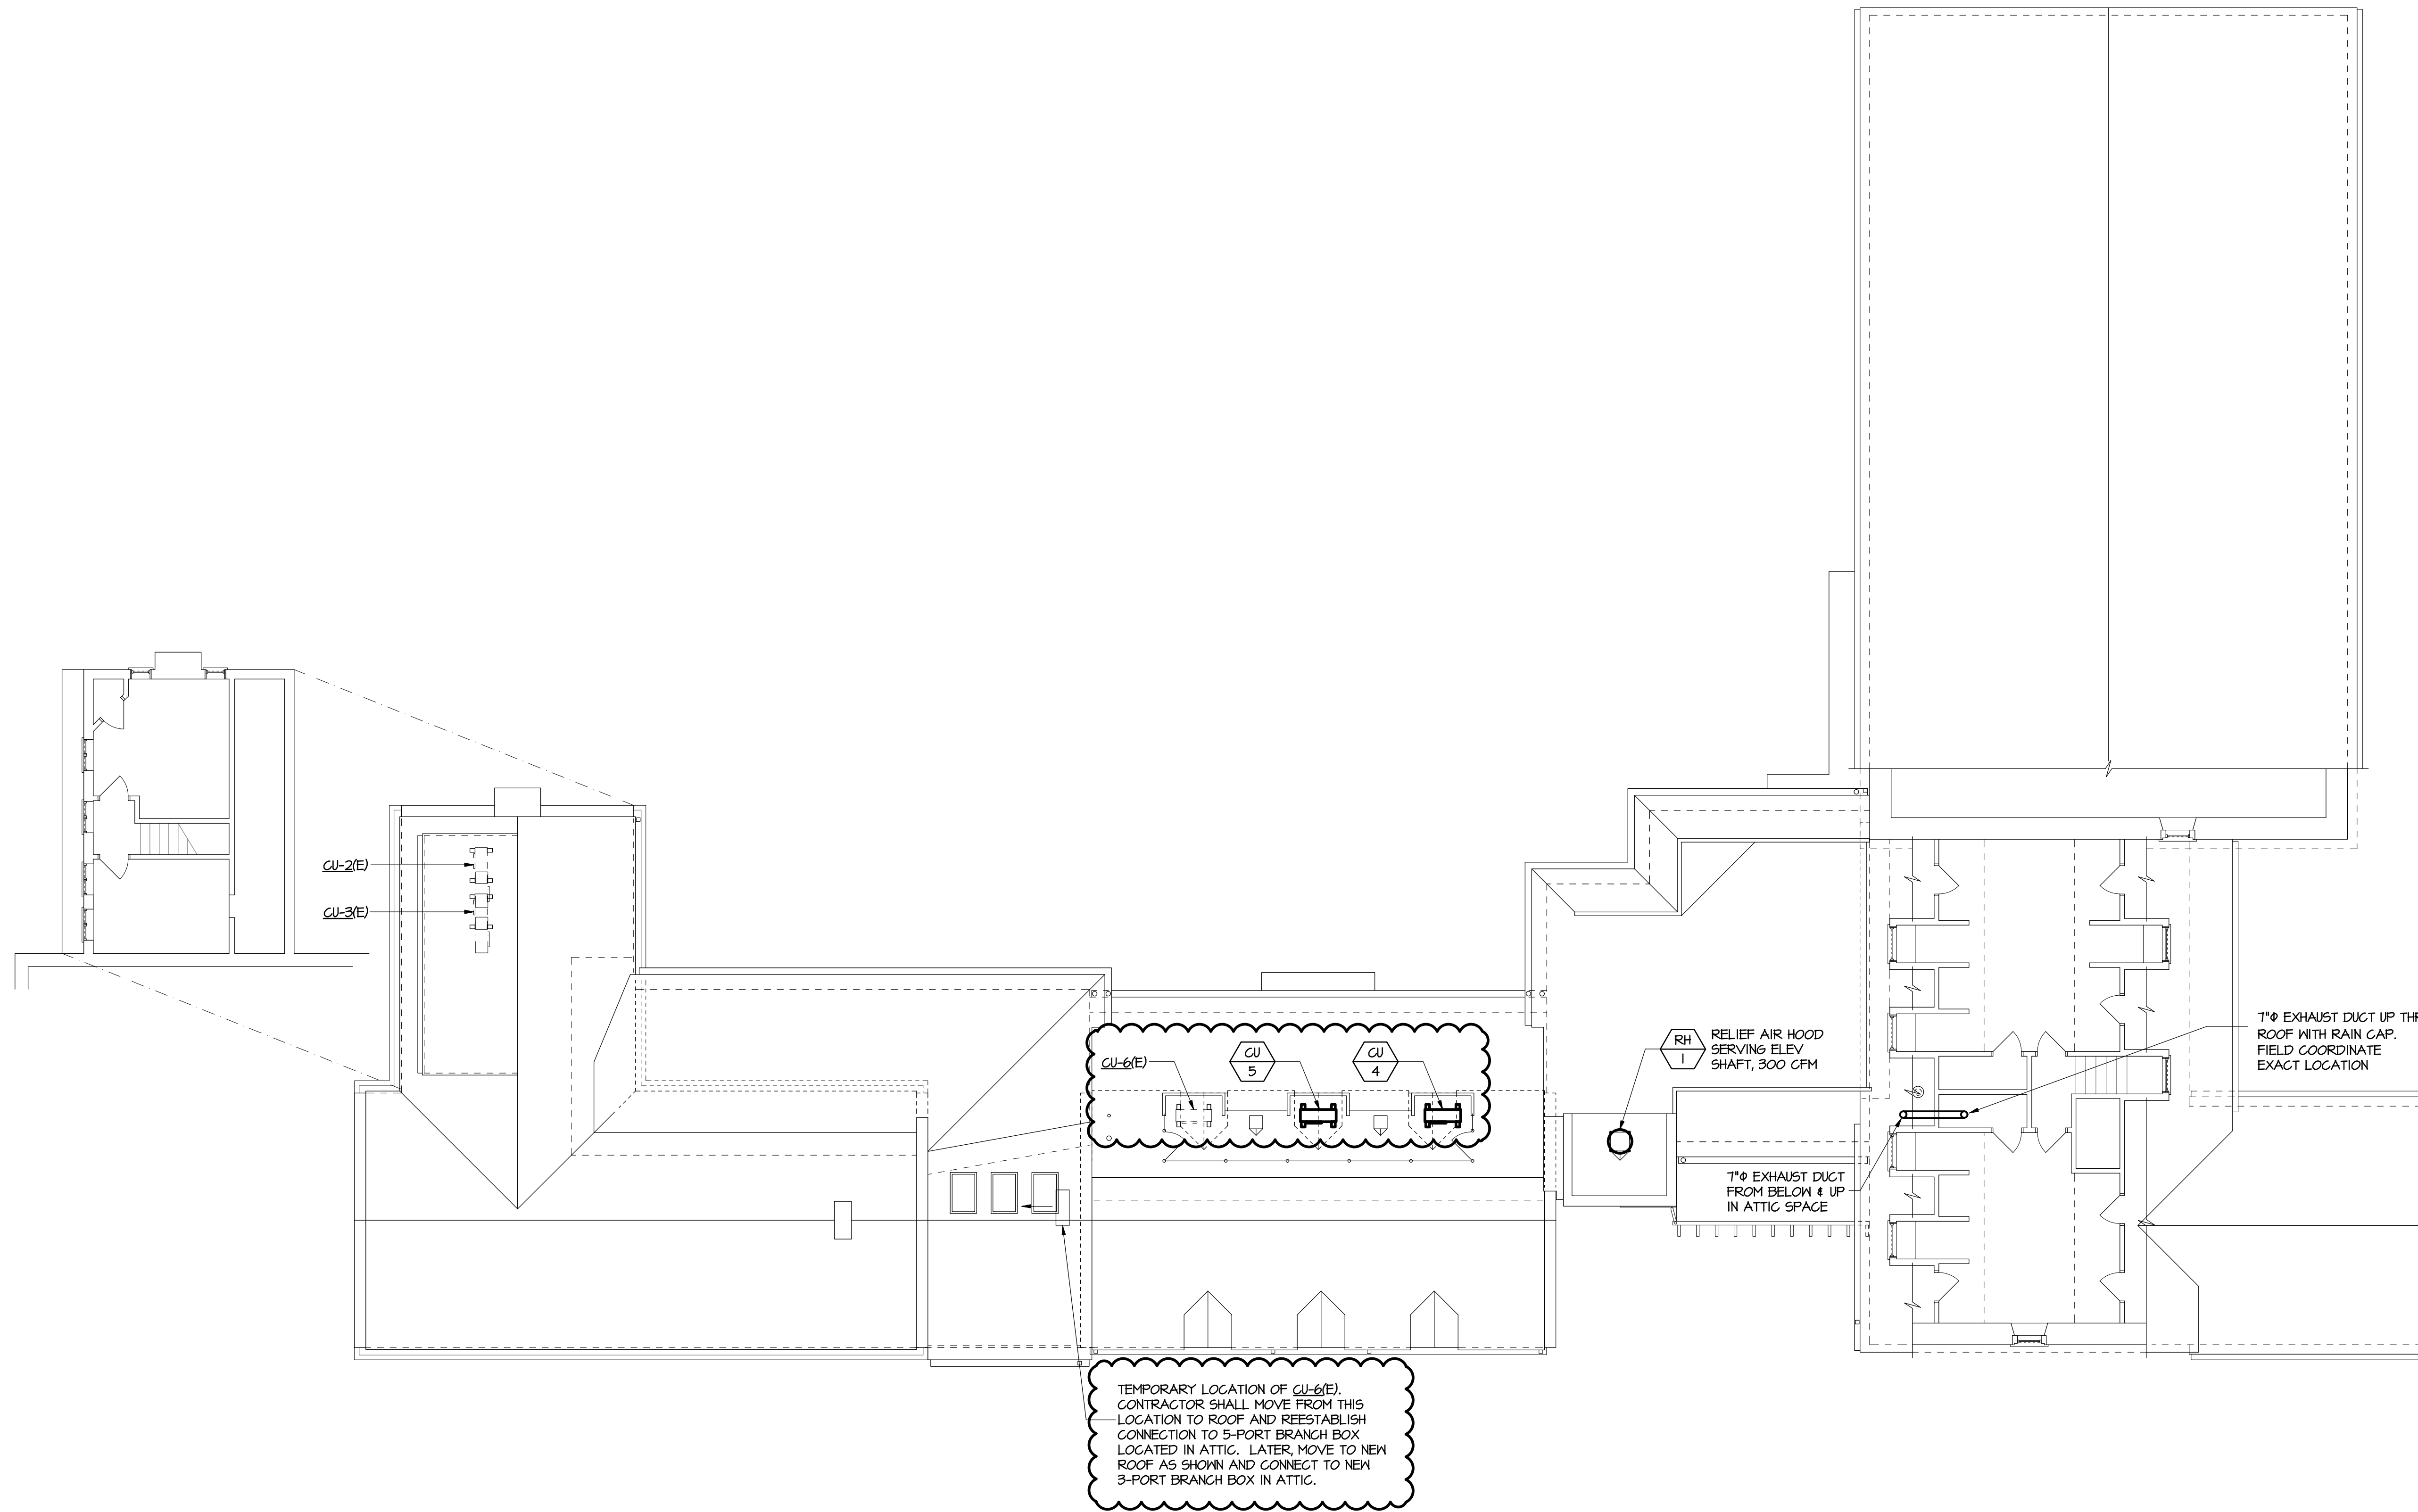 CU-2(E)
CU-3(E)
CU-6(E)
CU
5
CU
4
RH
1
RELIEF AIR HOOD
SERVING ELEV
SHAFT, 300 CFM
7"Φ EXHAUST DUCT UP
ROOF WITH RAIN CAP.
FIELD COORDINATE
EXACT LOCATION
7"Φ EXHAUST DUCT
FROM BELOW & UP
IN ATTIC SPACE
TEMPORARY LOCATION OF CU-6(E).
CONTRACTOR SHALL MOVE FROM THIS
LOCATION TO ROOF AND REESTABLISH
CONNECTION TO 5-PORT BRANCH BOX
LOCATED IN ATTIC. LATER, MOVE TO NEW
ROOF AS SHOWN AND CONNECT TO NEW
3-PORT BRANCH BOX IN ATTIC.